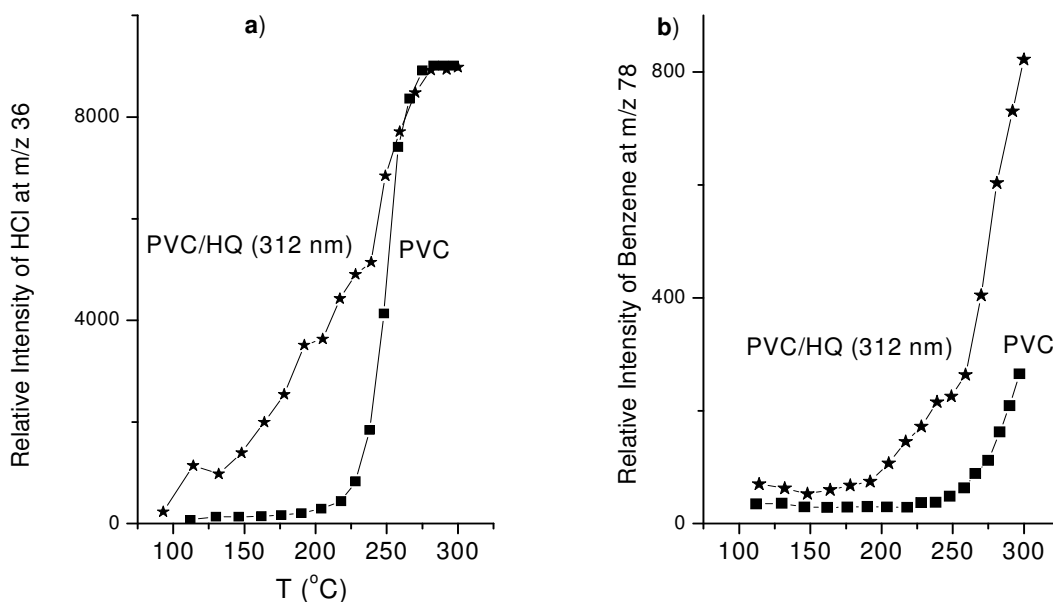 a)
Relative Intensity of HCl at m/z 36
8000
4000
0
PVC/HQ (312 nm)
PVC
100 150 200 250 300
T (°C)
b)
Relative Intensity of Benzene at m/z 78
800
400
0
PVC/HQ (312 nm)
PVC
100 150 200 250 300